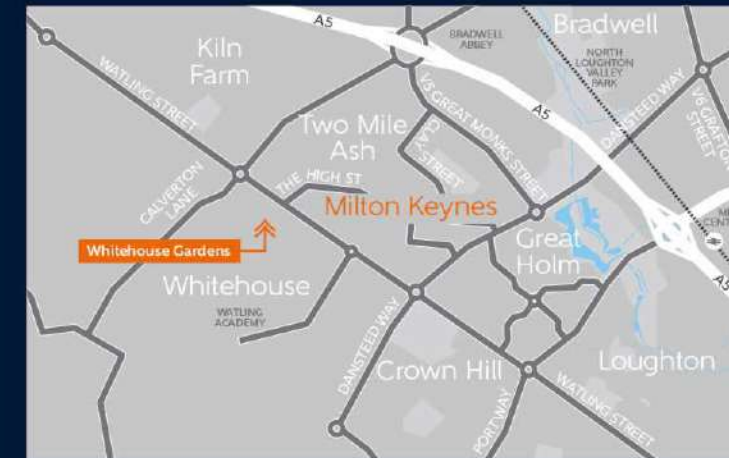 A5
Bradwell
BRADWELL
ABBEY
Kiln
Farm
NORTH
LOUGHTON
VALLEY
PARK
WATLING STREET
V5 GREAT MONKS STREET
A5
DANSTEED WAY
V6 GRAFTON
STREET
Two Mile
Ash
CLAY
STREET
THE HIGH ST
CALVERTON
LANE
Milton Keynes
Whitehouse Gardens
Great
Holm
A5
Whitehouse
WATLING
ACADEMY
DANSTEED WAY
Crown Hill
Loughton
WATLING STREET
PORTWAY